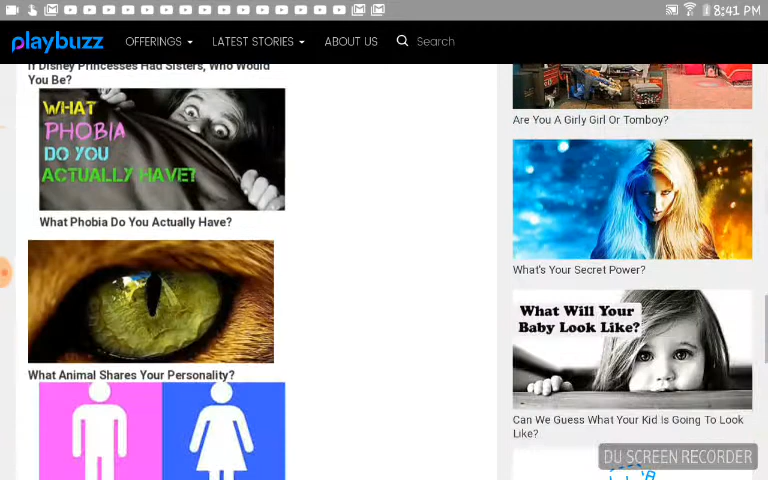 8:41 PM
playbuzz
OFFERINGS
LATEST STORIES
ABOUT US
Search
If Disney Princesses Had Sisters, Who Would
You Be?
WHAT
PHOBIA
DO YOU
ACTUALLY HAVE?
What Phobia Do You Actually Have?
What Animal Shares Your Personality?
Are You A Girly Girl Or Tomboy?
What's Your Secret Power?
What Will Your
Baby Look Like?
Can We Guess What Your Kid Is Going To Look
Like?
DU SCREEN RECORDER